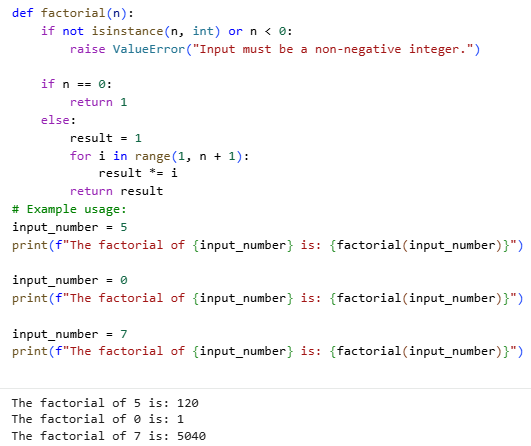 def factorial(n):
    if not isinstance(n, int) or n < 0:
        raise ValueError("Input must be a non-negative integer.")

    if n == 0:
        return 1
    else:
        result = 1
        for i in range(1, n + 1):
            result *= i
        return result
# Example usage:
input_number = 5
print(f"The factorial of {input_number} is: {factorial(input_number)}")

input_number = 0
print(f"The factorial of {input_number} is: {factorial(input_number)}")

input_number = 7
print(f"The factorial of {input_number} is: {factorial(input_number)}")

The factorial of 5 is: 120
The factorial of 0 is: 1
The factorial of 7 is: 5040